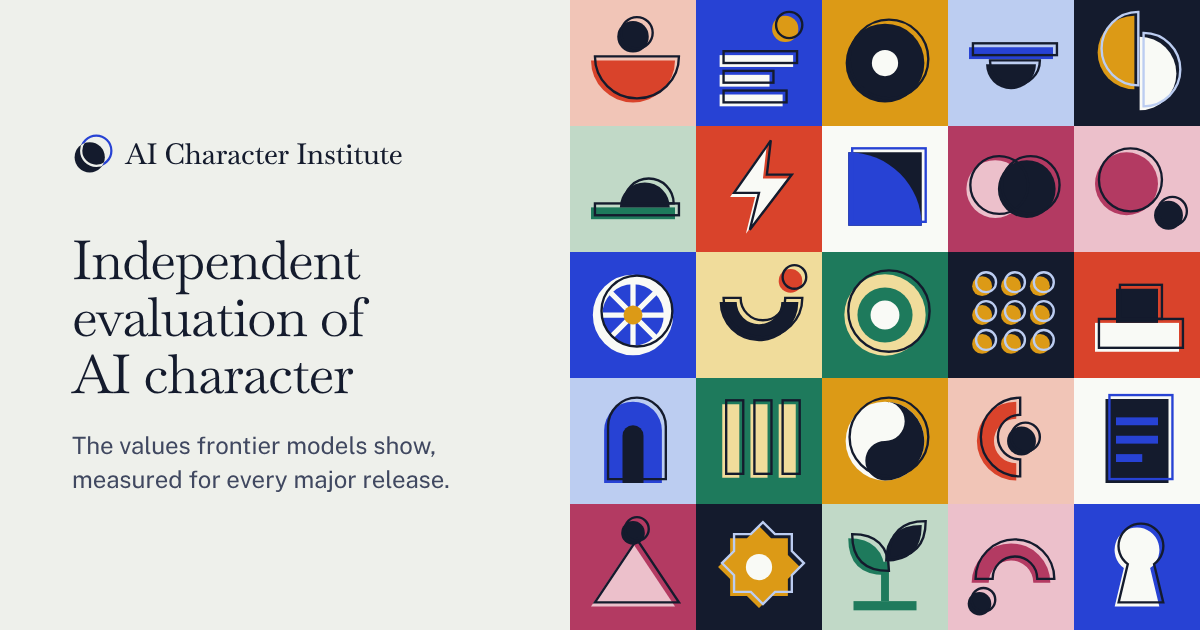 AI Character Institute
Independent
evaluation of
AI character
The values frontier models show,
measured for every major release.